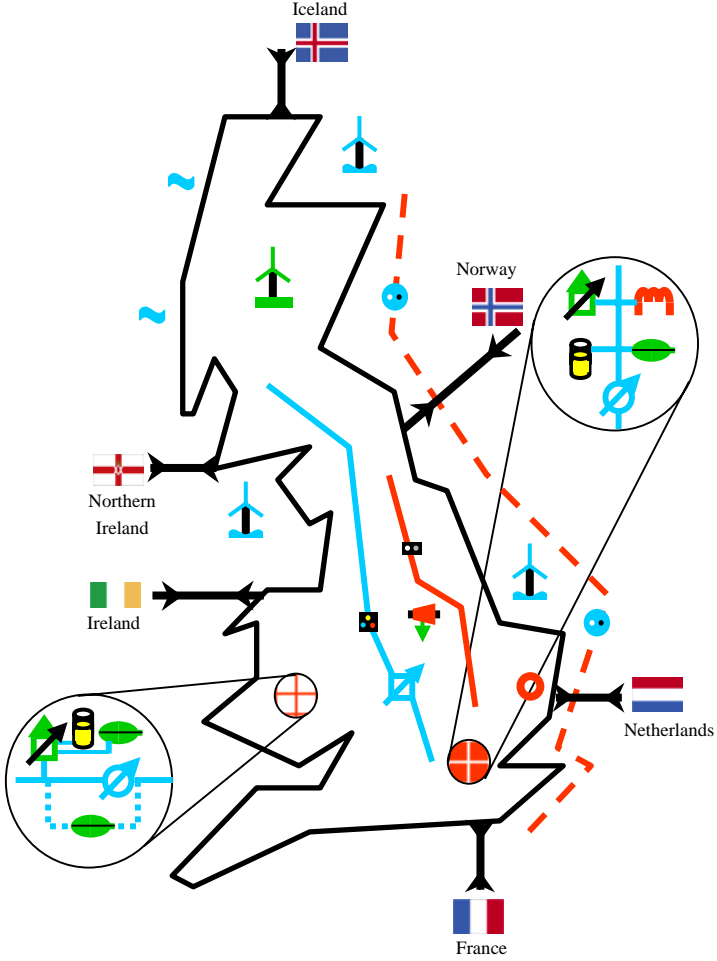 Iceland
Norway
Northern
Ireland
Ireland
Netherlands
France